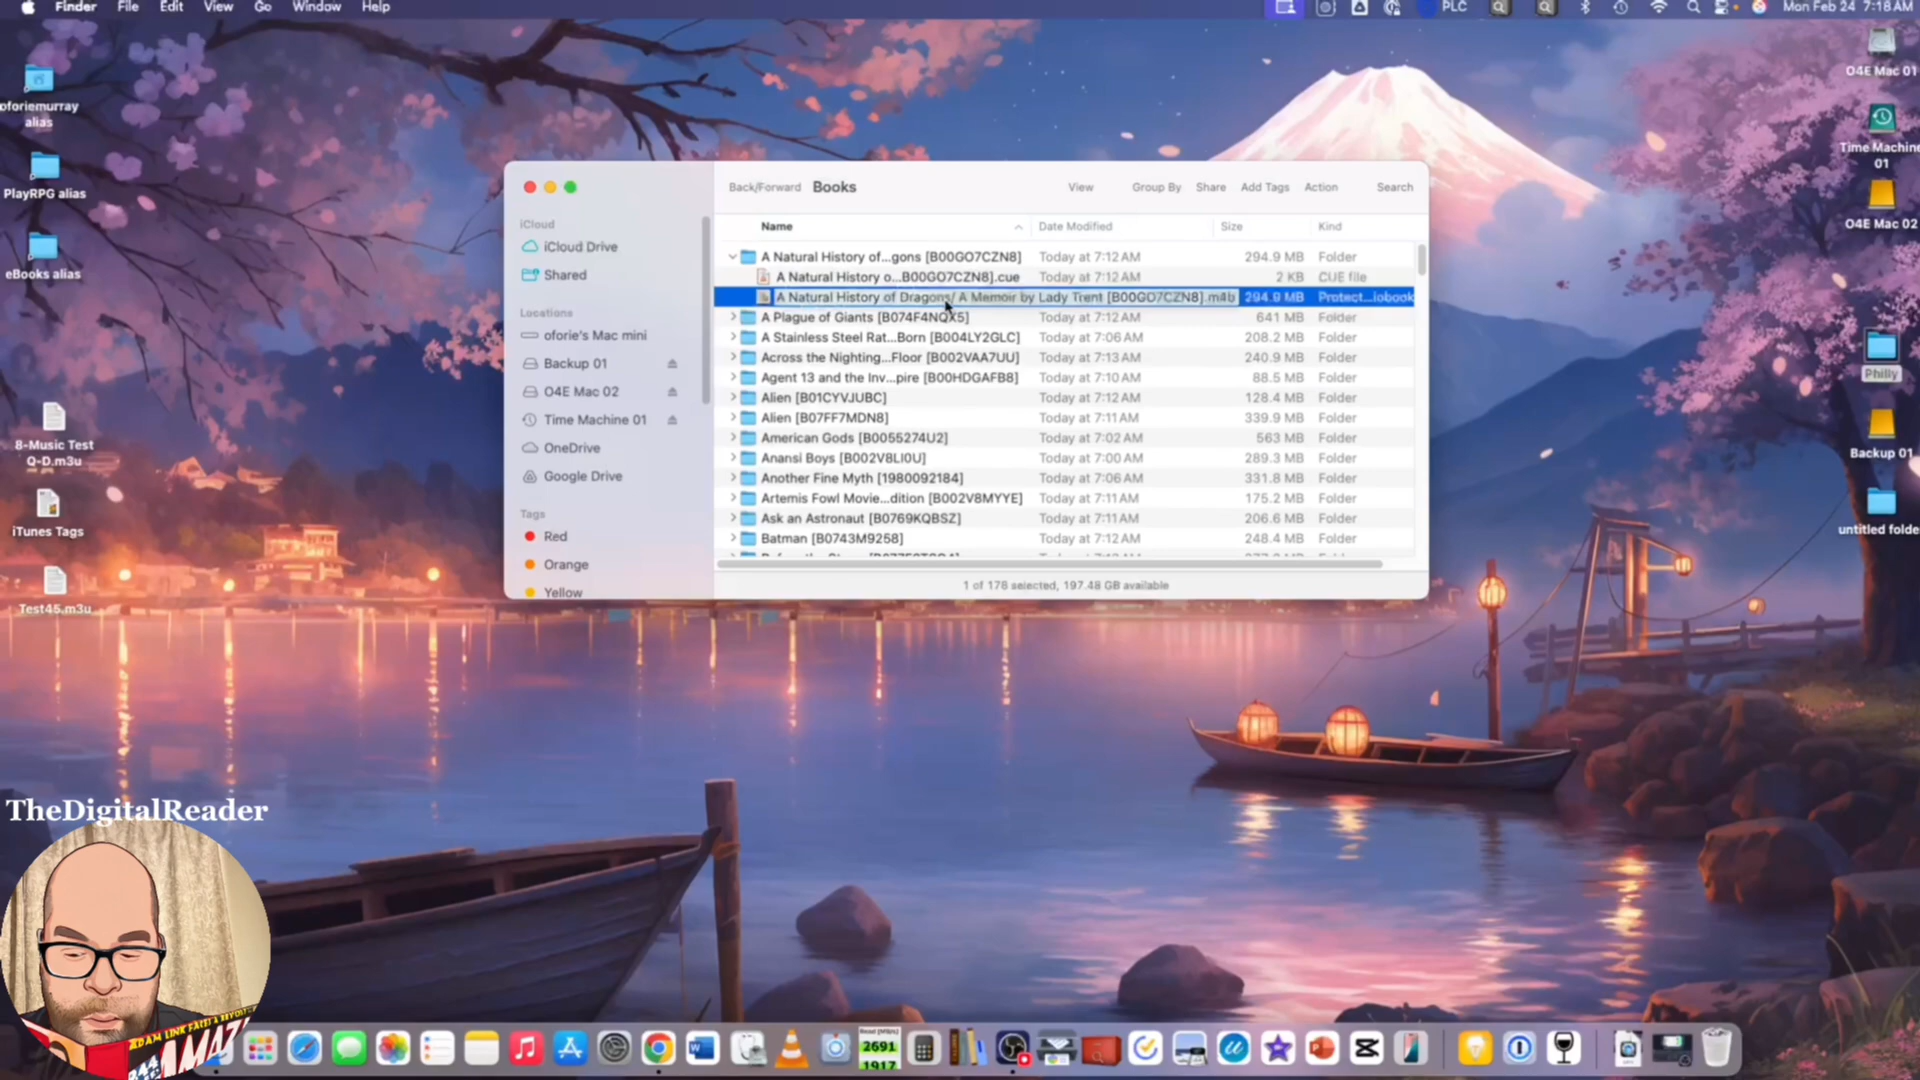 Finder File Edit View Go Window Help
PLC
Mon Feb 24 7:18 AM
oforiemurray
alias
PlayRPG alias
eBooks alias
8-Music Test
Q-D.m3u
iTunes Tags
Test45.m3u
O4E Mac 01
Time Machine
01
O4E Mac 02
Philly
Backup 01
untitled folde
iCloud
iCloud Drive
Shared
Locations
oforie's Mac mini
Backup 01
O4E Mac 02
Time Machine 01
OneDrive
Google Drive
Tags
Red
Orange
Yellow
Back/Forward Books View Group By Share Add Tags Action Search
Name Date Modified Size Kind
A Natural History of...gons [B00GO7CZN8] Today at 7:12 AM 294.9 MB Folder
A Natural History o...B00GO7CZN8].cue Today at 7:12 AM 2 KB CUE file
A Natural History of Dragons/ A Memoir by Lady Trent [B00GO7CZN8].m4b 294.9 MB Protect...iobook
A Plague of Giants [B074F4NQX5] Today at 7:12 AM 641 MB Folder
A Stainless Steel Rat...Born [B004LY2GLC] Today at 7:06 AM 208.2 MB Folder
Across the Nighting...Floor [B002VAA7UU] Today at 7:13 AM 240.9 MB Folder
Agent 13 and the Inv...pire [B00HDGAFB8] Today at 7:10 AM 88.5 MB Folder
Alien [B01CYVJUBC] Today at 7:12 AM 128.4 MB Folder
Alien [B07FF7MDN8] Today at 7:11 AM 339.9 MB Folder
American Gods [B0055274U2] Today at 7:02 AM 563 MB Folder
Anansi Boys [B002V8LI0U] Today at 7:00 AM 289.3 MB Folder
Another Fine Myth [1980092184] Today at 7:06 AM 331.8 MB Folder
Artemis Fowl Movie...dition [B002V8MYYE] Today at 7:11 AM 175.2 MB Folder
Ask an Astronaut [B0769KQBSZ] Today at 7:11 AM 206.6 MB Folder
Batman [B0743M9258] Today at 7:12 AM 248.4 MB Folder
1 of 178 selected, 197.48 GB available
TheDigitalReader
AMAZ
2691
1917